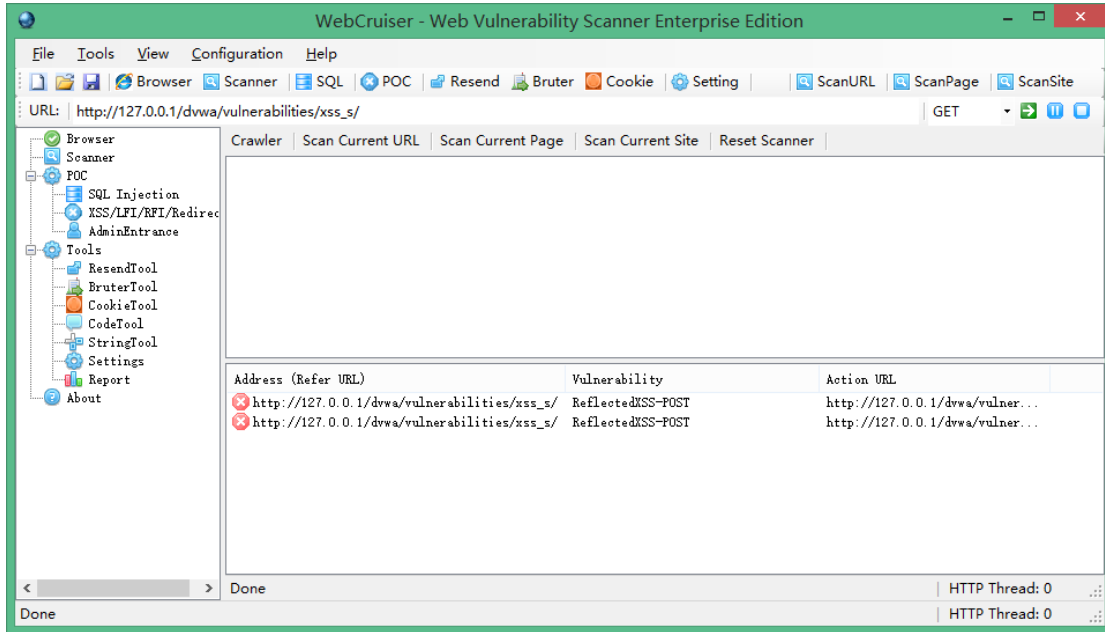 WebCruiser - Web Vulnerability Scanner Enterprise Edition
File Tools View Configuration Help
Browser Scanner SQL POC Resend Bruter Cookie Setting ScanURL ScanPage ScanSite
URL: http://127.0.0.1/dvwa/vulnerabilities/xss_s/ GET
Browser
Scanner
POC
SQL Injection
XSS/LFI/RFI/Redirec
AdminEntrance
Tools
ResendTool
BruterTool
CookieTool
CodeTool
StringTool
Settings
Report
About
Crawler Scan Current URL Scan Current Page Scan Current Site Reset Scanner
Address (Refer URL) Vulnerability Action URL
http://127.0.0.1/dvwa/vulnerabilities/xss_s/ ReflectedXSS-POST http://127.0.0.1/dvwa/vulner...
http://127.0.0.1/dvwa/vulnerabilities/xss_s/ ReflectedXSS-POST http://127.0.0.1/dvwa/vulner...
Done HTTP Thread: 0
Done HTTP Thread: 0